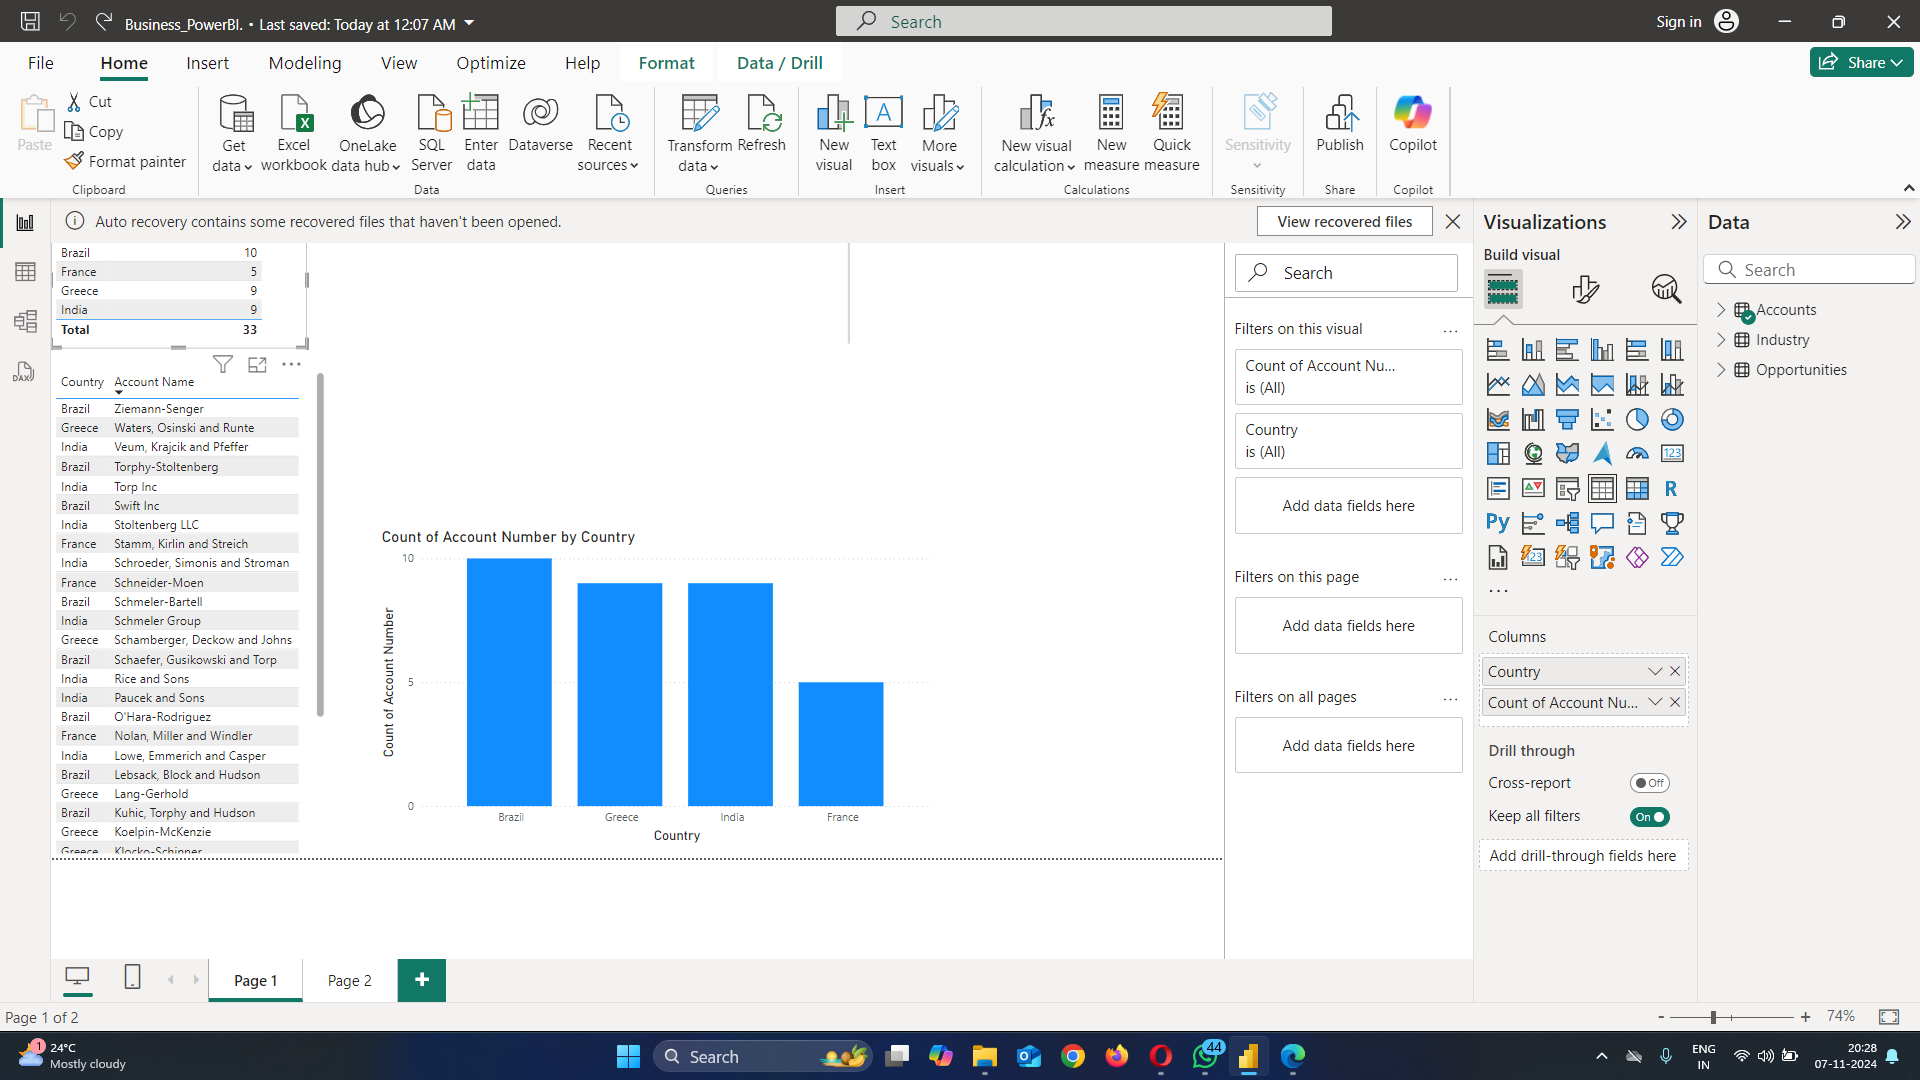 Business_PowerBI. • Last saved: Today at 12:07 AM
Search
Sign in
File Home Insert Modeling View Optimize Help Format Data / Drill
Share
Paste
Cut
Copy
Format painter
Clipboard
Get data
Excel workbook
OneLake data hub
SQL Server
Enter data
Dataverse
Recent sources
Data
Transform data
Refresh
Queries
New visual
Text box
More visuals
Insert
New visual calculation
New measure
Quick measure
Calculations
Sensitivity
Sensitivity
Publish
Share
Copilot
Copilot
Auto recovery contains some recovered files that haven't been opened.
View recovered files
Brazil 10
France 5
Greece 9
India 9
Total 33
Country Account Name
Brazil Ziemann-Senger
Greece Waters, Osinski and Runte
India Veum, Krajcik and Pfeffer
Brazil Torphy-Stoltenberg
India Torp Inc
Brazil Swift Inc
India Stoltenberg LLC
France Stamm, Kirlin and Streich
India Schroeder, Simonis and Stroman
France Schneider-Moen
Brazil Schmeler-Bartell
India Schmeler Group
Greece Schamberger, Deckow and Johns
Brazil Schaefer, Gusikowski and Torp
India Rice and Sons
India Paucek and Sons
Brazil O'Hara-Rodriguez
France Nolan, Miller and Windler
India Lowe, Emmerich and Casper
Brazil Lebsack, Block and Hudson
Greece Lang-Gerhold
Brazil Kuhic, Torphy and Hudson
Greece Koelpin-McKenzie
Greece Klocko-Schinner
Count of Account Number by Country
Count of Account Number
10
5
0
Brazil Greece India France
Country
Search
Filters on this visual
...
Count of Account Nu...
is (All)
Country
is (All)
Add data fields here
Filters on this page
...
Add data fields here
Filters on all pages
...
Add data fields here
Visualizations
Build visual
123
R
Py
123
...
Columns
Country
Count of Account Nu...
Drill through
Cross-report
Off
Keep all filters
On
Add drill-through fields here
Data
Search
Accounts
Industry
Opportunities
DAX
Page 1
Page 2
+
Page 1 of 2
- + 74%
1
24°C
Mostly cloudy
Search
44
ENG
IN
20:28
07-11-2024